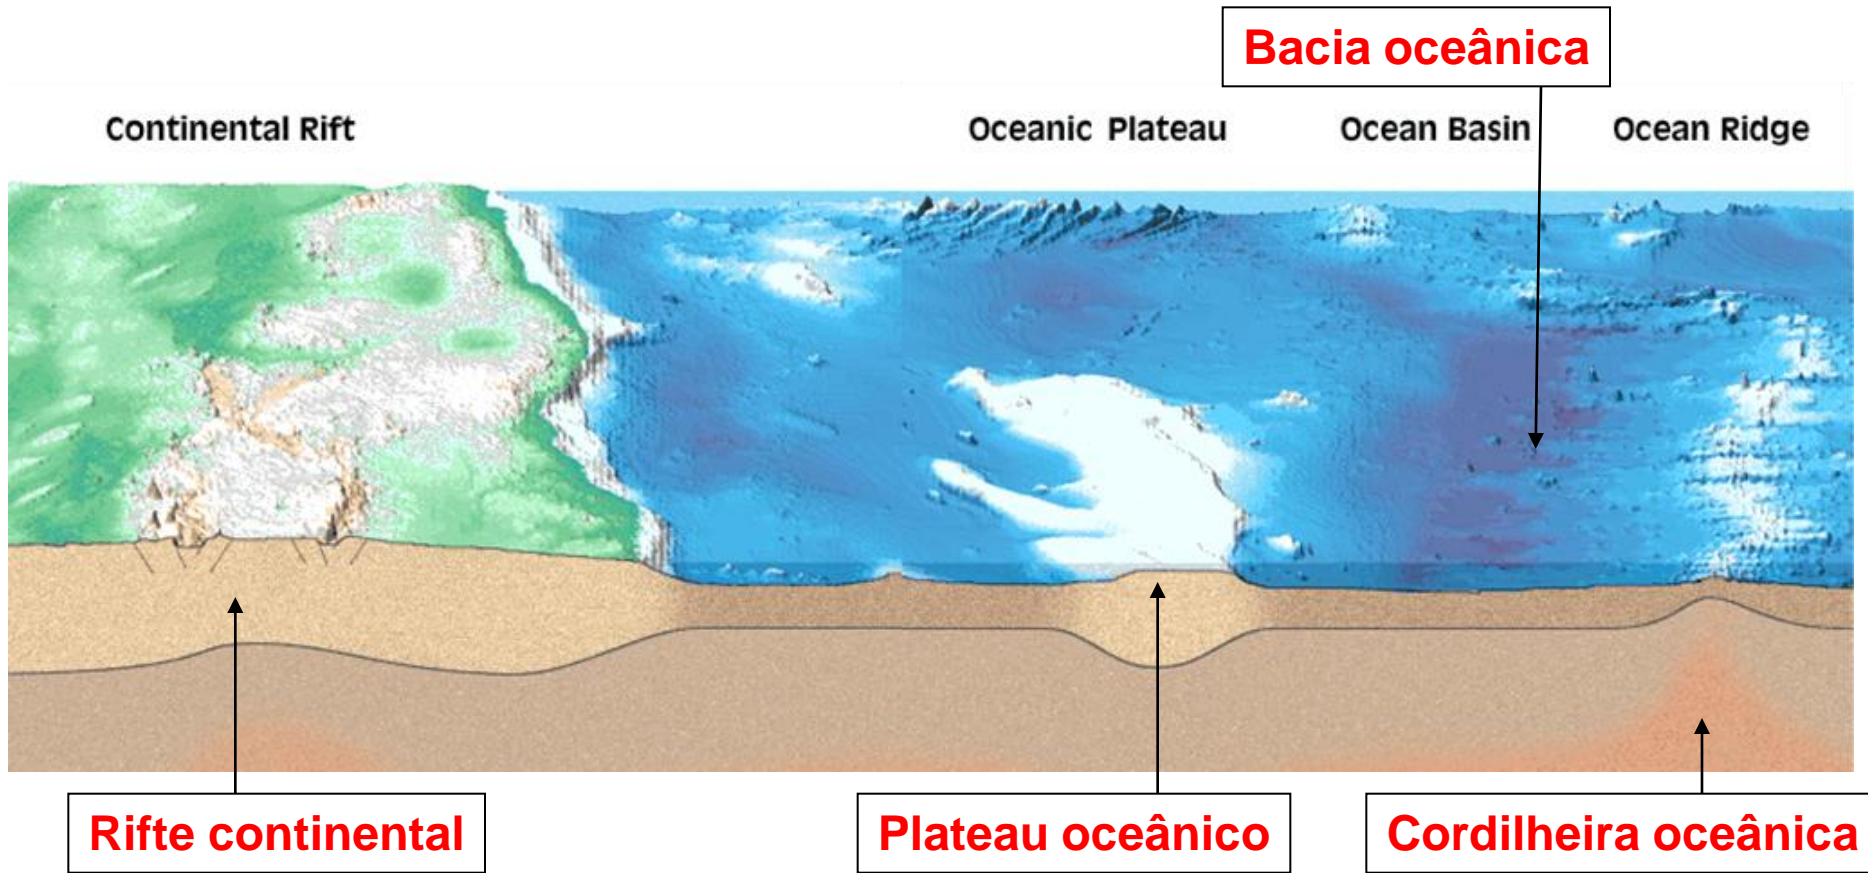 Bacia oceânica
Continental Rift
Oceanic Plateau
Ocean Basin
Ocean Ridge
Rifte continental
Plateau oceânico
Cordilheira oceânica